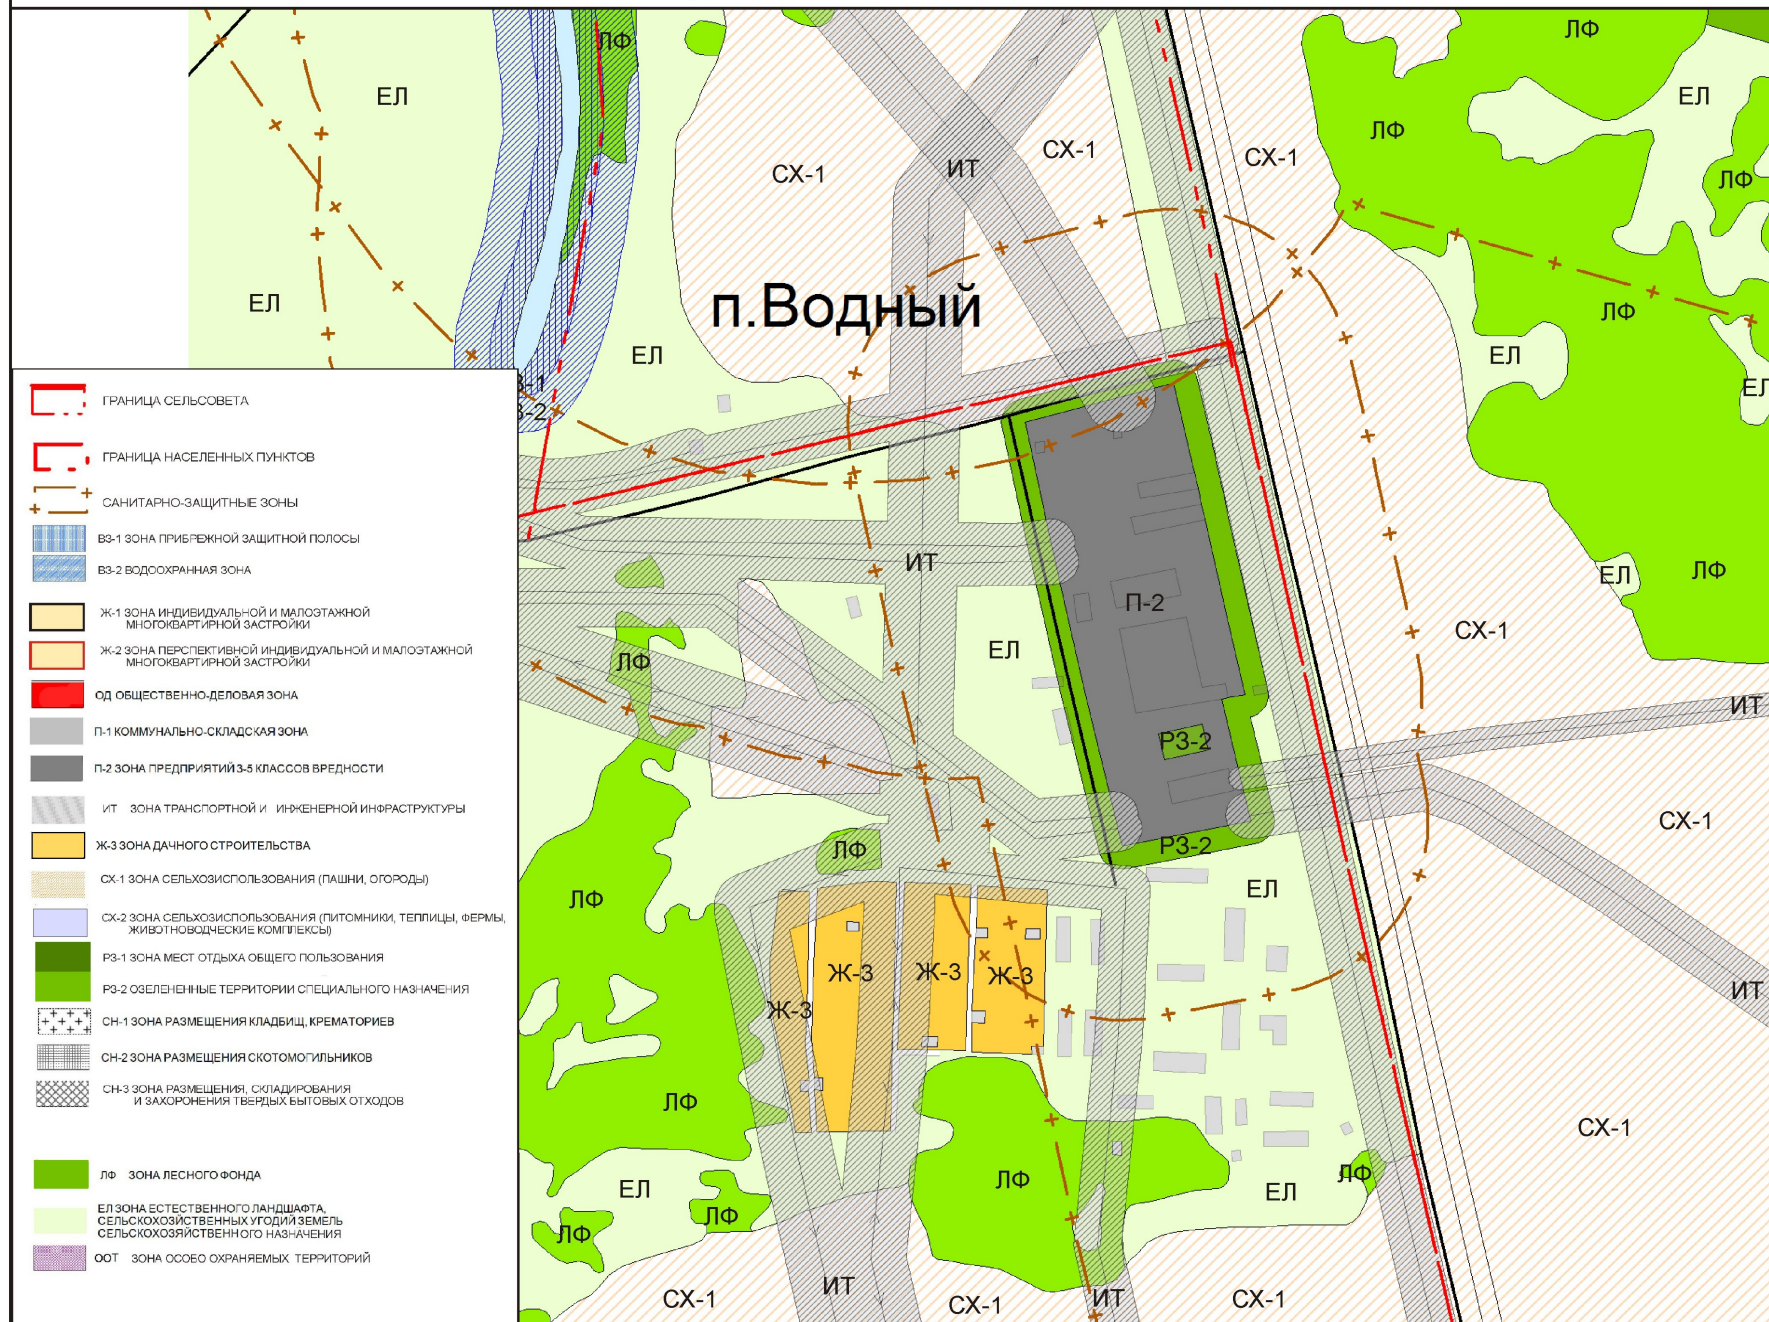 ЛФ
ЛФ
ЕЛ
ЕЛ
ЛФ
СХ-1
СХ-1
ИТ
СХ-1
ЛФ
ЕЛ
п.Водный
ЛФ
ЕЛ
ЕЛ
ЕЛ
ГРАНИЦА СЕЛЬСОВЕТА
ГРАНИЦА НАСЕЛЕННЫХ ПУНКТОВ
САНИТАРНО-ЗАЩИТНЫЕ ЗОНЫ
ВЗ-1 ЗОНА ПРИБРЕЖНОЙ ЗАЩИТНОЙ ПОЛОСЫ
ВЗ-2 ВОДООХРАННАЯ ЗОНА
Ж-1 ЗОНА ИНДИВИДУАЛЬНОЙ И МАЛОЭТАЖНОЙ
МНОГОКВАРТИРНОЙ ЗАСТРОЙКИ
Ж-2 ЗОНА ПЕРСПЕКТИВНОЙ ИНДИВИДУАЛЬНОЙ И МАЛОЭТАЖНОЙ
МНОГОКВАРТИРНОЙ ЗАСТРОЙКИ
ОД ОБЩЕСТВЕННО-ДЕЛОВАЯ ЗОНА
П-1 КОММУНАЛЬНО-СКЛАДСКАЯ ЗОНА
П-2 ЗОНА ПРЕДПРИЯТИЙ 3-5 КЛАССОВ ВРЕДНОСТИ
ИТ ЗОНА ТРАНСПОРТНОЙ И ИНЖЕНЕРНОЙ ИНФРАСТРУКТУРЫ
Ж-3 ЗОНА ДАЧНОГО СТРОИТЕЛЬСТВА
СХ-1 ЗОНА СЕЛЬХОЗИСПОЛЬЗОВАНИЯ (ПАШНИ, ОГОРОДЫ)
СХ-2 ЗОНА СЕЛЬХОЗИСПОЛЬЗОВАНИЯ (ПИТОМНИКИ, ТЕПЛИЦЫ, ФЕРМЫ,
ЖИВОТНОВОДЧЕСКИЕ КОМПЛЕКСЫ)
РЗ-1 ЗОНА МЕСТ ОТДЫХА ОБЩЕГО ПОЛЬЗОВАНИЯ
РЗ-2 ОЗЕЛЕНЕННЫЕ ТЕРРИТОРИИ СПЕЦИАЛЬНОГО НАЗНАЧЕНИЯ
СН-1 ЗОНА РАЗМЕЩЕНИЯ КЛАДБИЩ, КРЕМАТОРИЕВ
СН-2 ЗОНА РАЗМЕЩЕНИЯ СКОТОМОГИЛЬНИКОВ
СН-3 ЗОНА РАЗМЕЩЕНИЯ, СКЛАДИРОВАНИЯ
И ЗАХОРОНЕНИЯ ТВЕРДЫХ БЫТОВЫХ ОТХОДОВ
ЛФ ЗОНА ЛЕСНОГО ФОНДА
ЕЛ ЗОНА ЕСТЕСТВЕННОГО ЛАНДШАФТА,
СЕЛЬСКОХОЗЙСТВЕННЫХ УГОДИЙ ЗЕМЕЛЬ
СЕЛЬСКОХОЗЯЙСТВЕННОГО НАЗНАЧЕНИЯ
ООТ ЗОНА ОСОБО ОХРАНЯЕМЫХ ТЕРРИТОРИЙ
З-1
З-2
ЕЛ
ИТ
ЕЛ
ЛФ
П-2
СХ-1
ЕЛ
ЛФ
ИТ
РЗ-2
СХ-1
РЗ-2
ЛФ
ЛФ
ЕЛ
Ж-3
Ж-3
Ж-3
Ж-3
ИТ
ЛФ
СХ-1
ЛФ
ЛФ
ЕЛ
ЕЛ
ЛФ
ЛФ
ИТ
СХ-1
СХ-1
ИТ
СХ-1